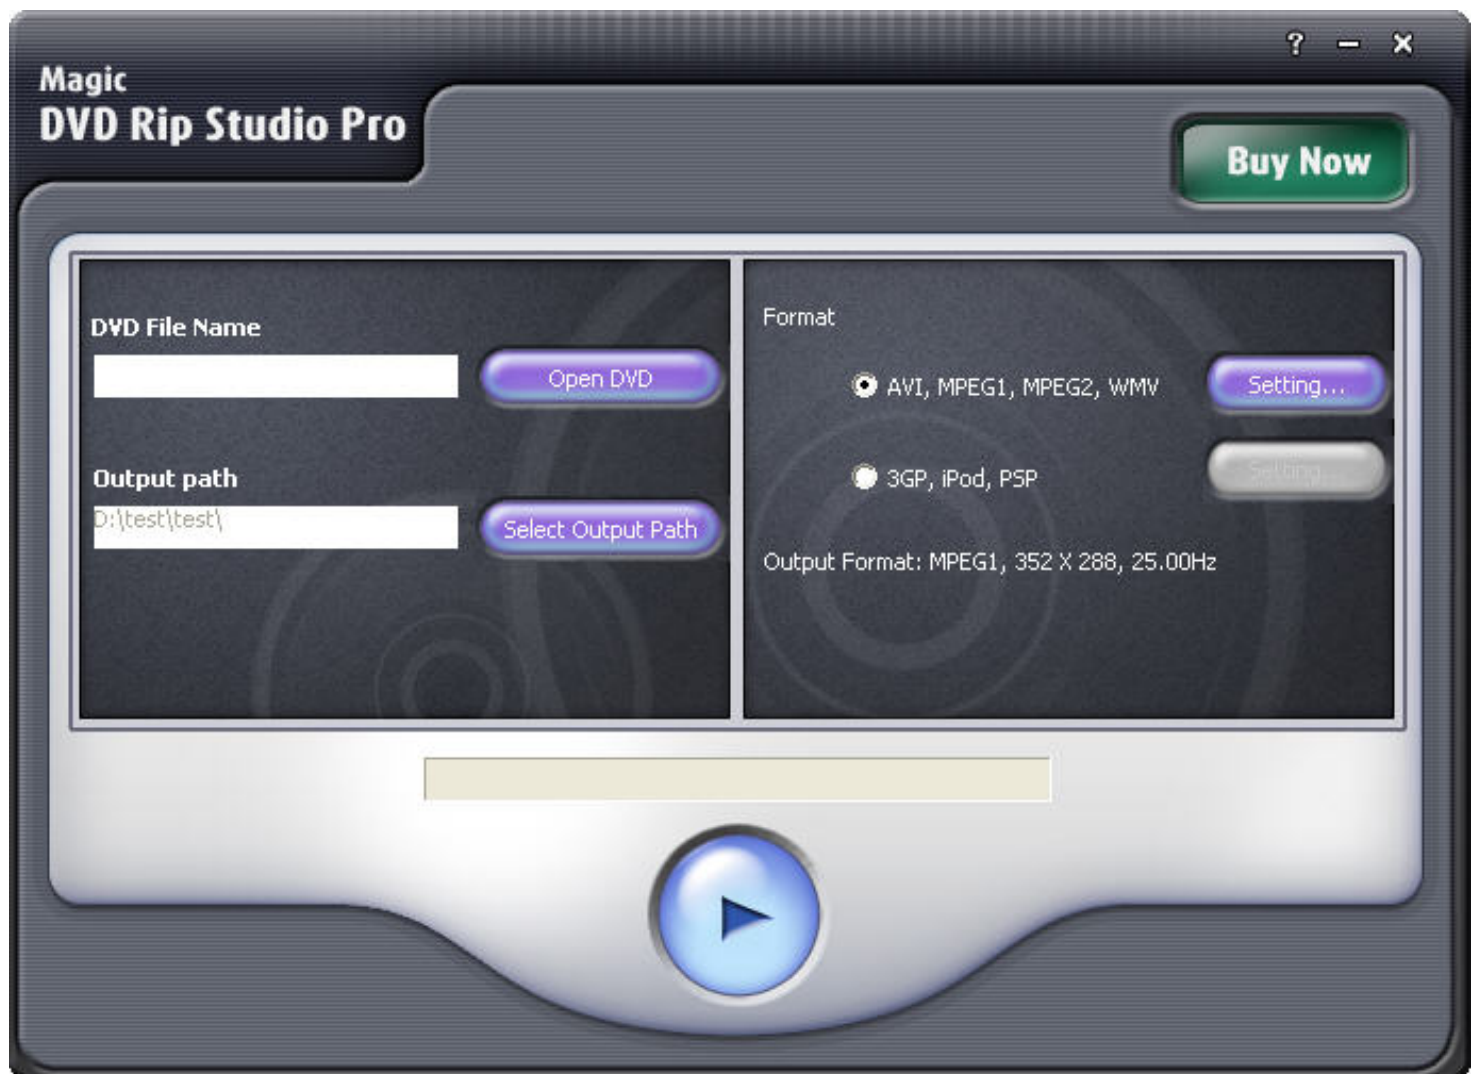 ?
Magic
DVD Rip Studio Pro
Buy Now
DVD File Name
Open DVD
Output path
D:\test\test\
Select Output Path
Format
AVI, MPEG1, MPEG2, WMV
Setting...
3GP, iPod, PSP
Setting...
Output Format: MPEG1, 352 X 288, 25.00Hz